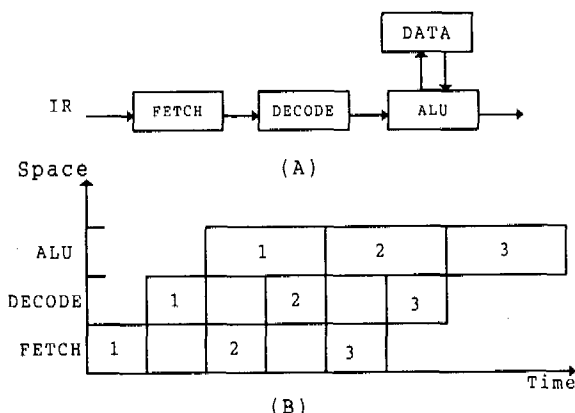 DATA
IR
FETCH
DECODE
ALU
(A)
Space
ALU
1
2
3
DECODE
1
2
3
FETCH
1
2
3
Time
(B)